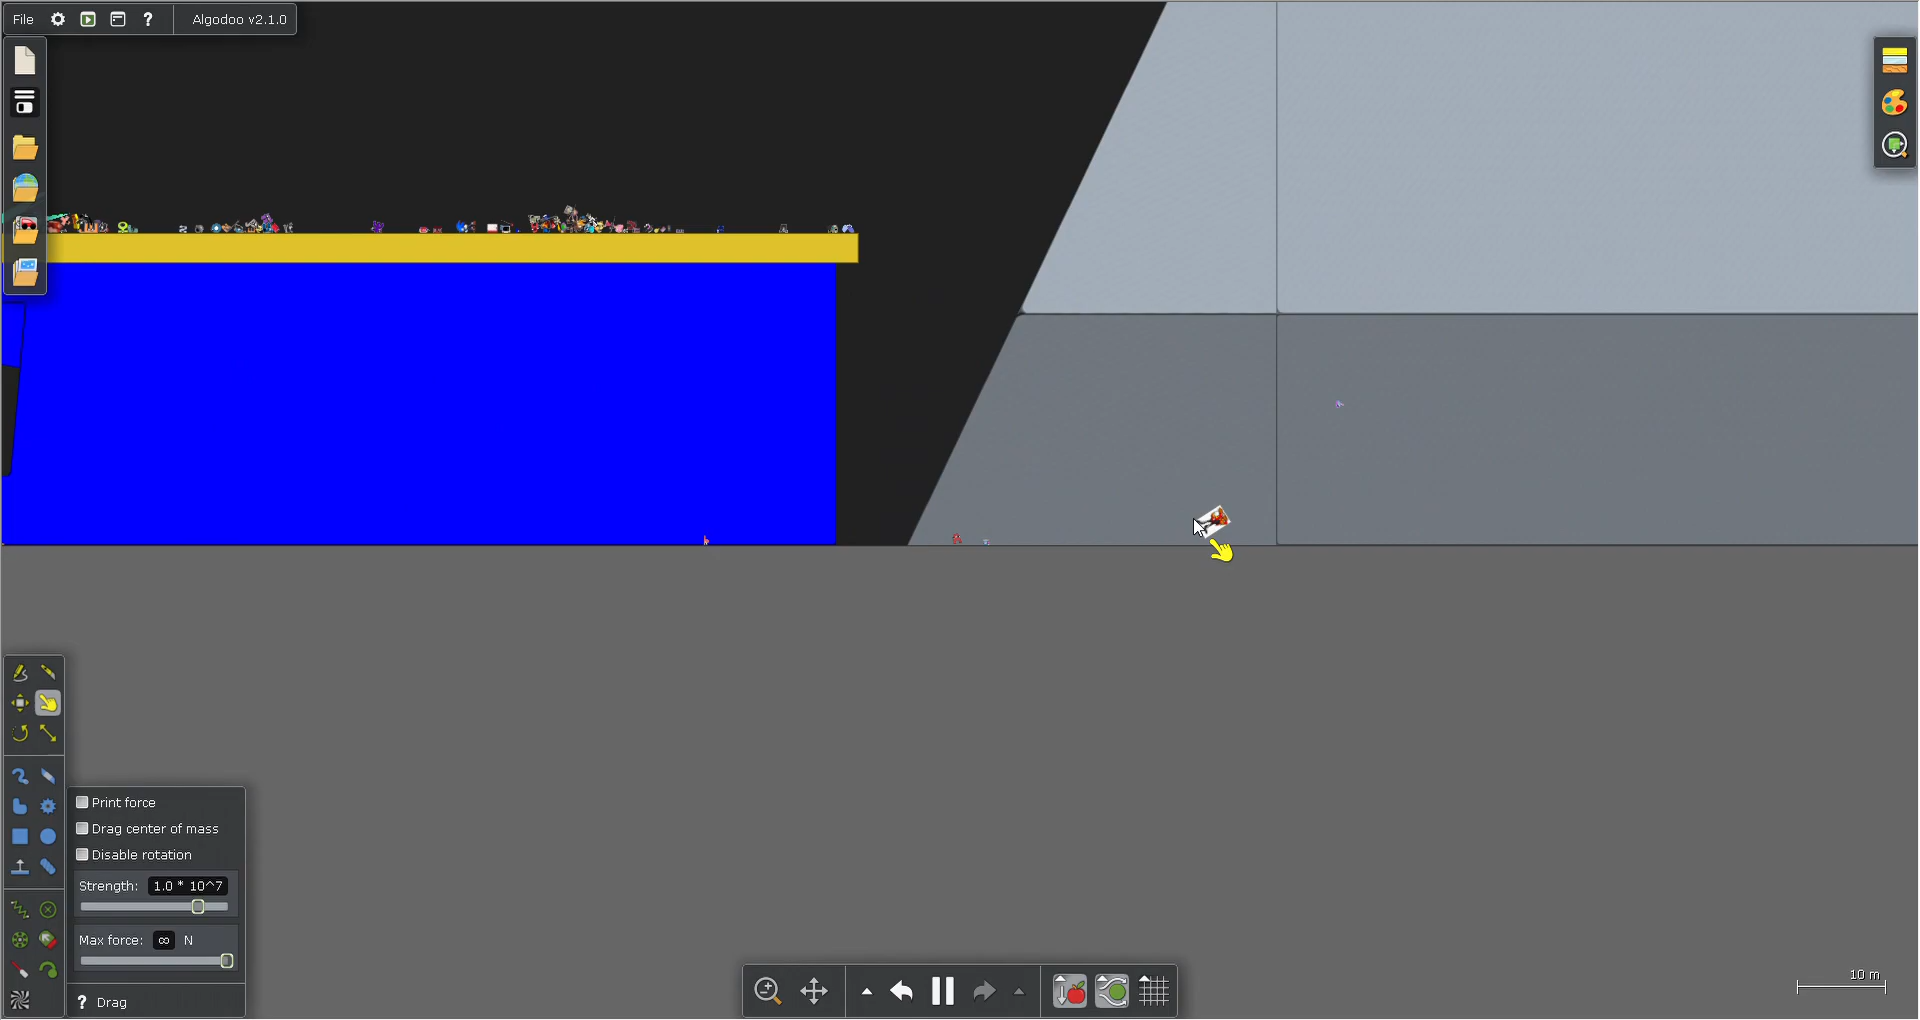 File ? Algodoo v2.1.0
Print force
Drag center of mass
Disable rotation
Strength: 1.0 * 10^7
Max force: ∞ N
? Drag
10 m